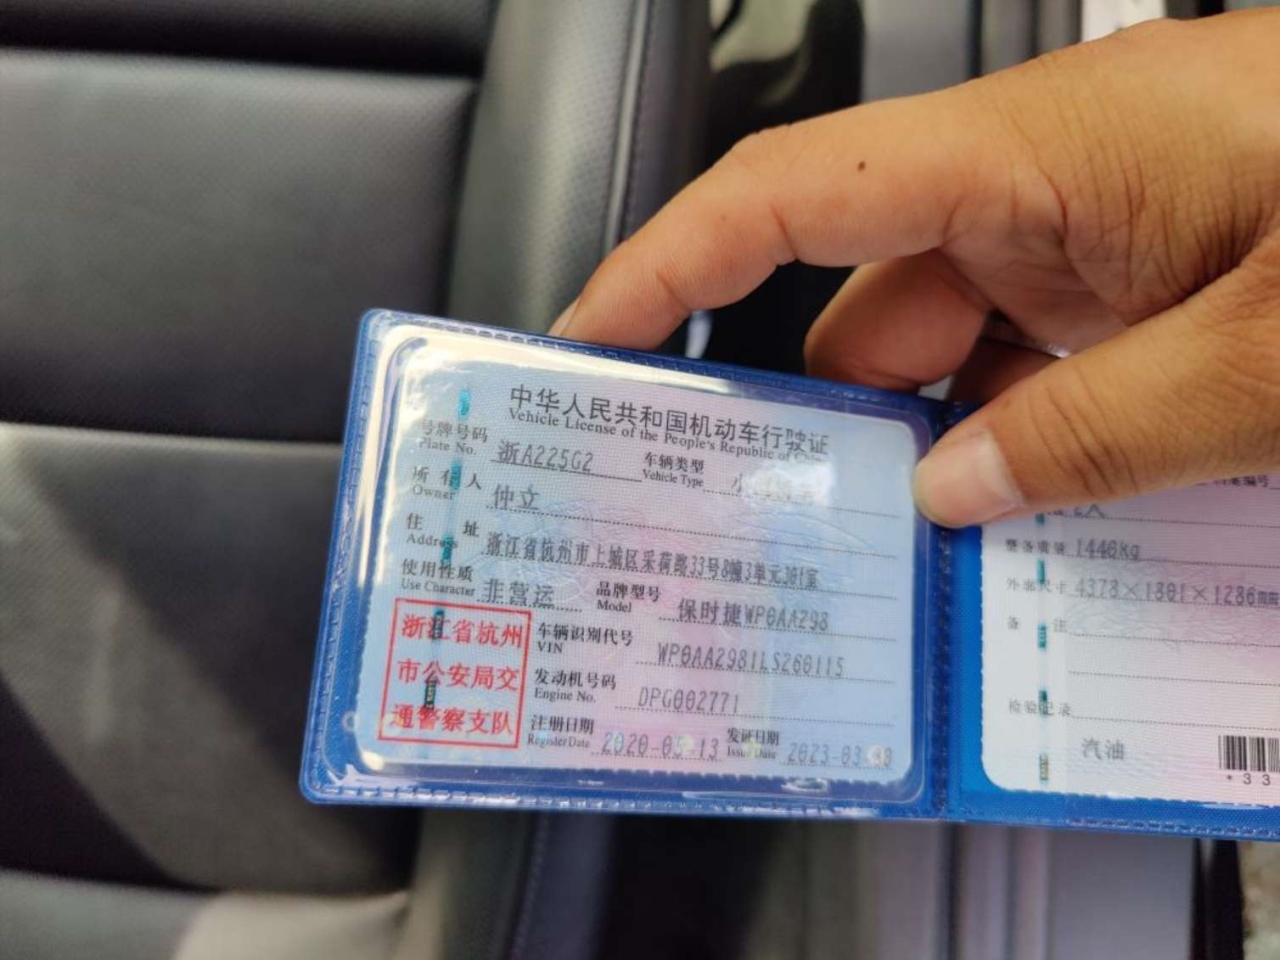 中华人民共和国机动车行驶证
Vehicle License of the People's Republic of
号牌号码 浙A225G2 车辆类型 小
Plate No. Vehicle Type
所有人 仲立
Owner
住址 浙江省杭州市上城区采荷路33号8幢3单元301室
Address
使用性质 非营运 品牌型号 保时捷WP0AA298
Use Character Model
浙江省杭州
市公安局交
通警察支队
车辆识别代号 WP0AA2981LS260115
VIN
发动机号码 DPG002771
Engine No.
注册日期 2020-05-13 发证日期 2023-03-
Register Date Issue Date
编号
2人
整备质量 1446kg
外廓尺寸 4378×1801×1286mm
备注
检验记录
汽油
*33